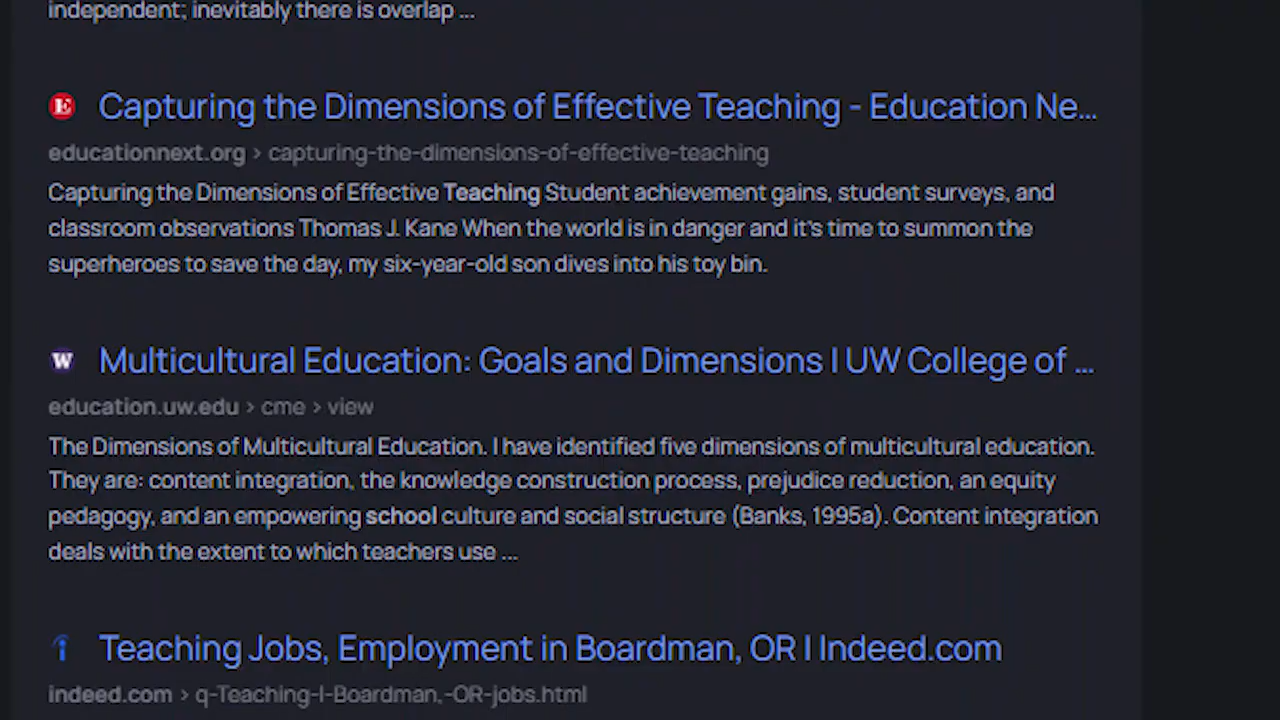 independent; inevitably there is overlap ...
Capturing the Dimensions of Effective Teaching - Education Ne...
educationnext.org › capturing-the-dimensions-of-effective-teaching
Capturing the Dimensions of Effective Teaching Student achievement gains, student surveys, and
classroom observations Thomas J. Kane When the world is in danger and it's time to summon the
superheroes to save the day, my six-year-old son dives into his toy bin.
Multicultural Education: Goals and Dimensions | UW College of ...
education.uw.edu › cme › view
The Dimensions of Multicultural Education. I have identified five dimensions of multicultural education.
They are: content integration, the knowledge construction process, prejudice reduction, an equity
pedagogy, and an empowering school culture and social structure (Banks, 1995a). Content integration
deals with the extent to which teachers use ...
Teaching Jobs, Employment in Boardman, OR | Indeed.com
indeed.com › q-Teaching-l-Boardman,-OR-jobs.html